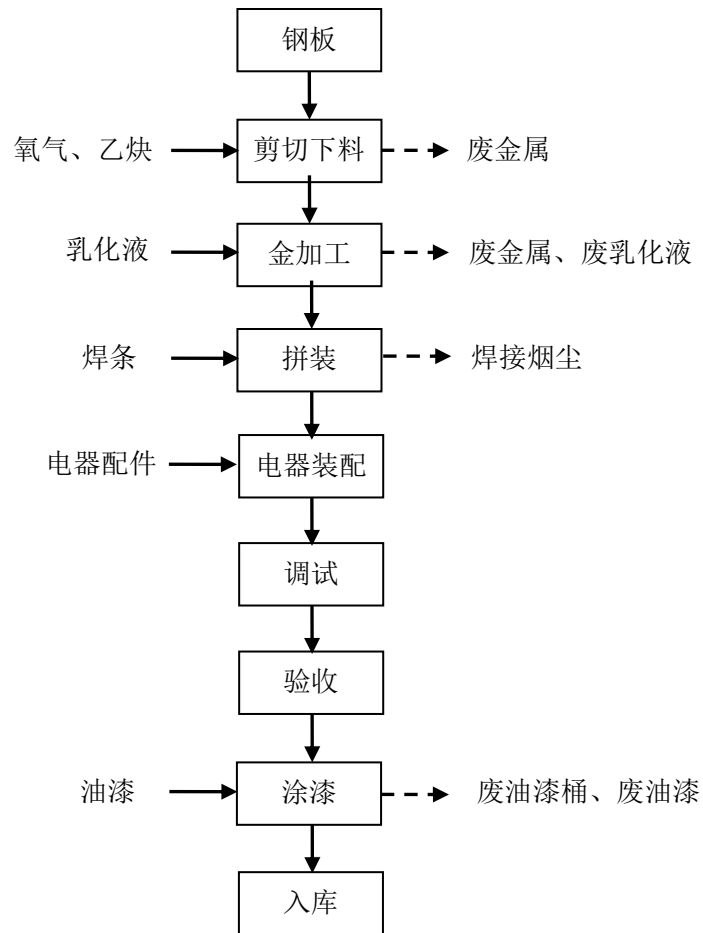 钢板
氧气、乙炔 剪切下料 废金属
乳化液 金加工 废金属、废乳化液
焊条 拼装 焊接烟尘
电器配件 电器装配
调试
验收
油漆 涂漆 废油漆桶、废油漆
入库